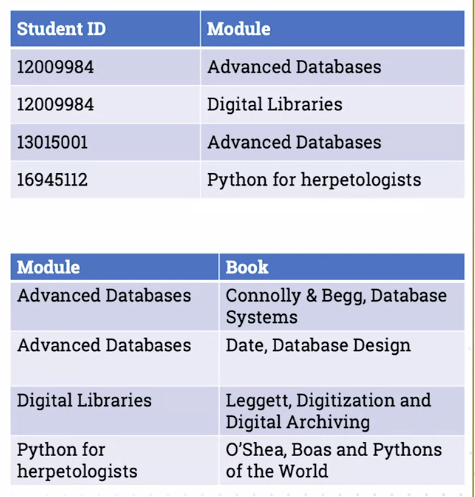 Student ID Module
12009984 Advanced Databases
12009984 Digital Libraries
13015001 Advanced Databases
16945112 Python for herpetologists
Module Book
Advanced Databases Connolly & Begg, Database
Systems
Advanced Databases Date, Database Design
Digital Libraries Leggett, Digitization and
Digital Archiving
Python for O'Shea, Boas and Pythons
herpetologists of the World